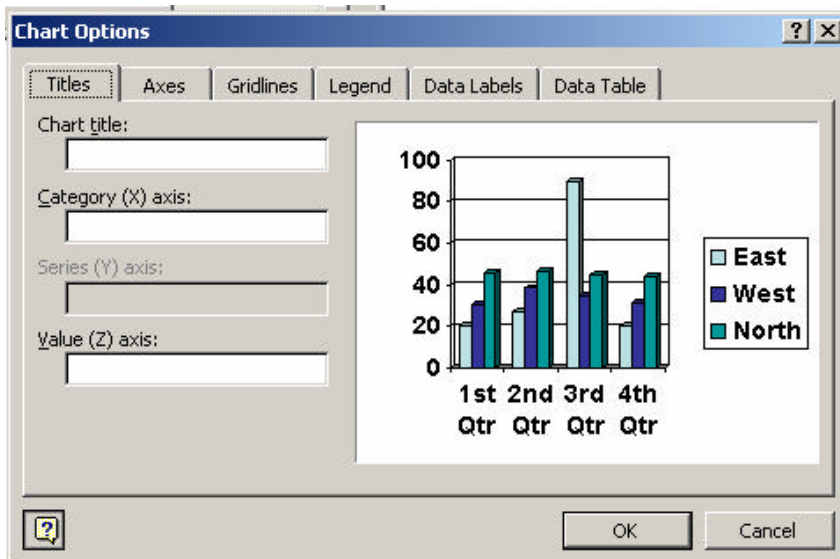 Chart Options
Titles Axes Gridlines Legend Data Labels Data Table
Chart title:
Category (X) axis:
Series (Y) axis:
Value (Z) axis:
100
80
60
40
20
0
1st 2nd 3rd 4th
Qtr Qtr Qtr Qtr
East
West
North
OK Cancel